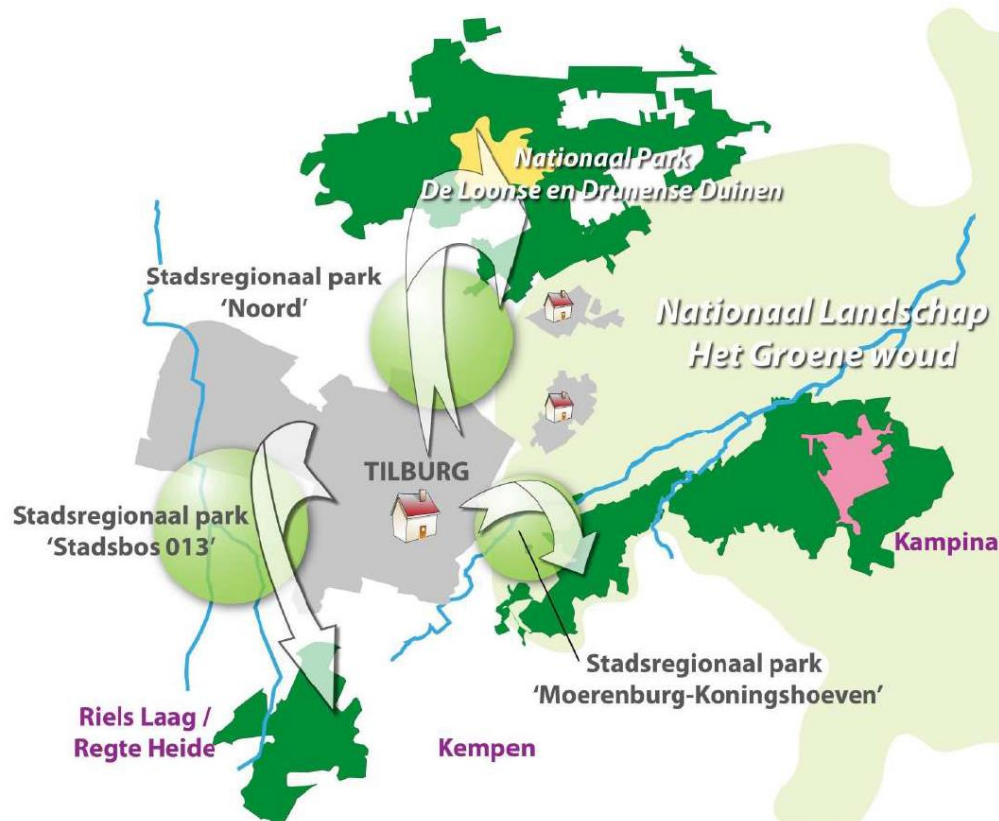 Nationaal Park
De Loonse en Drunense Duinen
Stadsregionaal park
'Noord'
Nationaal Landschap
Het Groene woud
TILBURG
Stadsregionaal park
'Stadsbos 013'
Kampina
Stadsregionaal park
'Moerenburg-Koningshoeven'
Riels Laag /
Regte Heide
Kempen